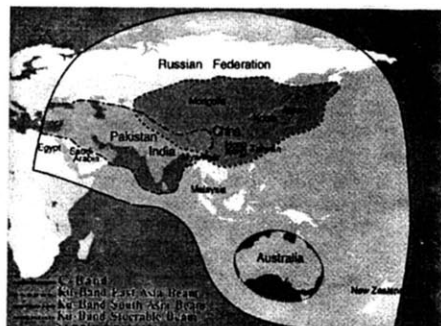 Russian Federation
Mongolia
China
Pakistan
India
Taiwan
Egypt
Saudi
Arabia
Malaysia
Australia
New Zealand
C-Band
Ku-Band East Asia Beam
Ku-Band South Asia Beam
Ku-Band Steerable Beam